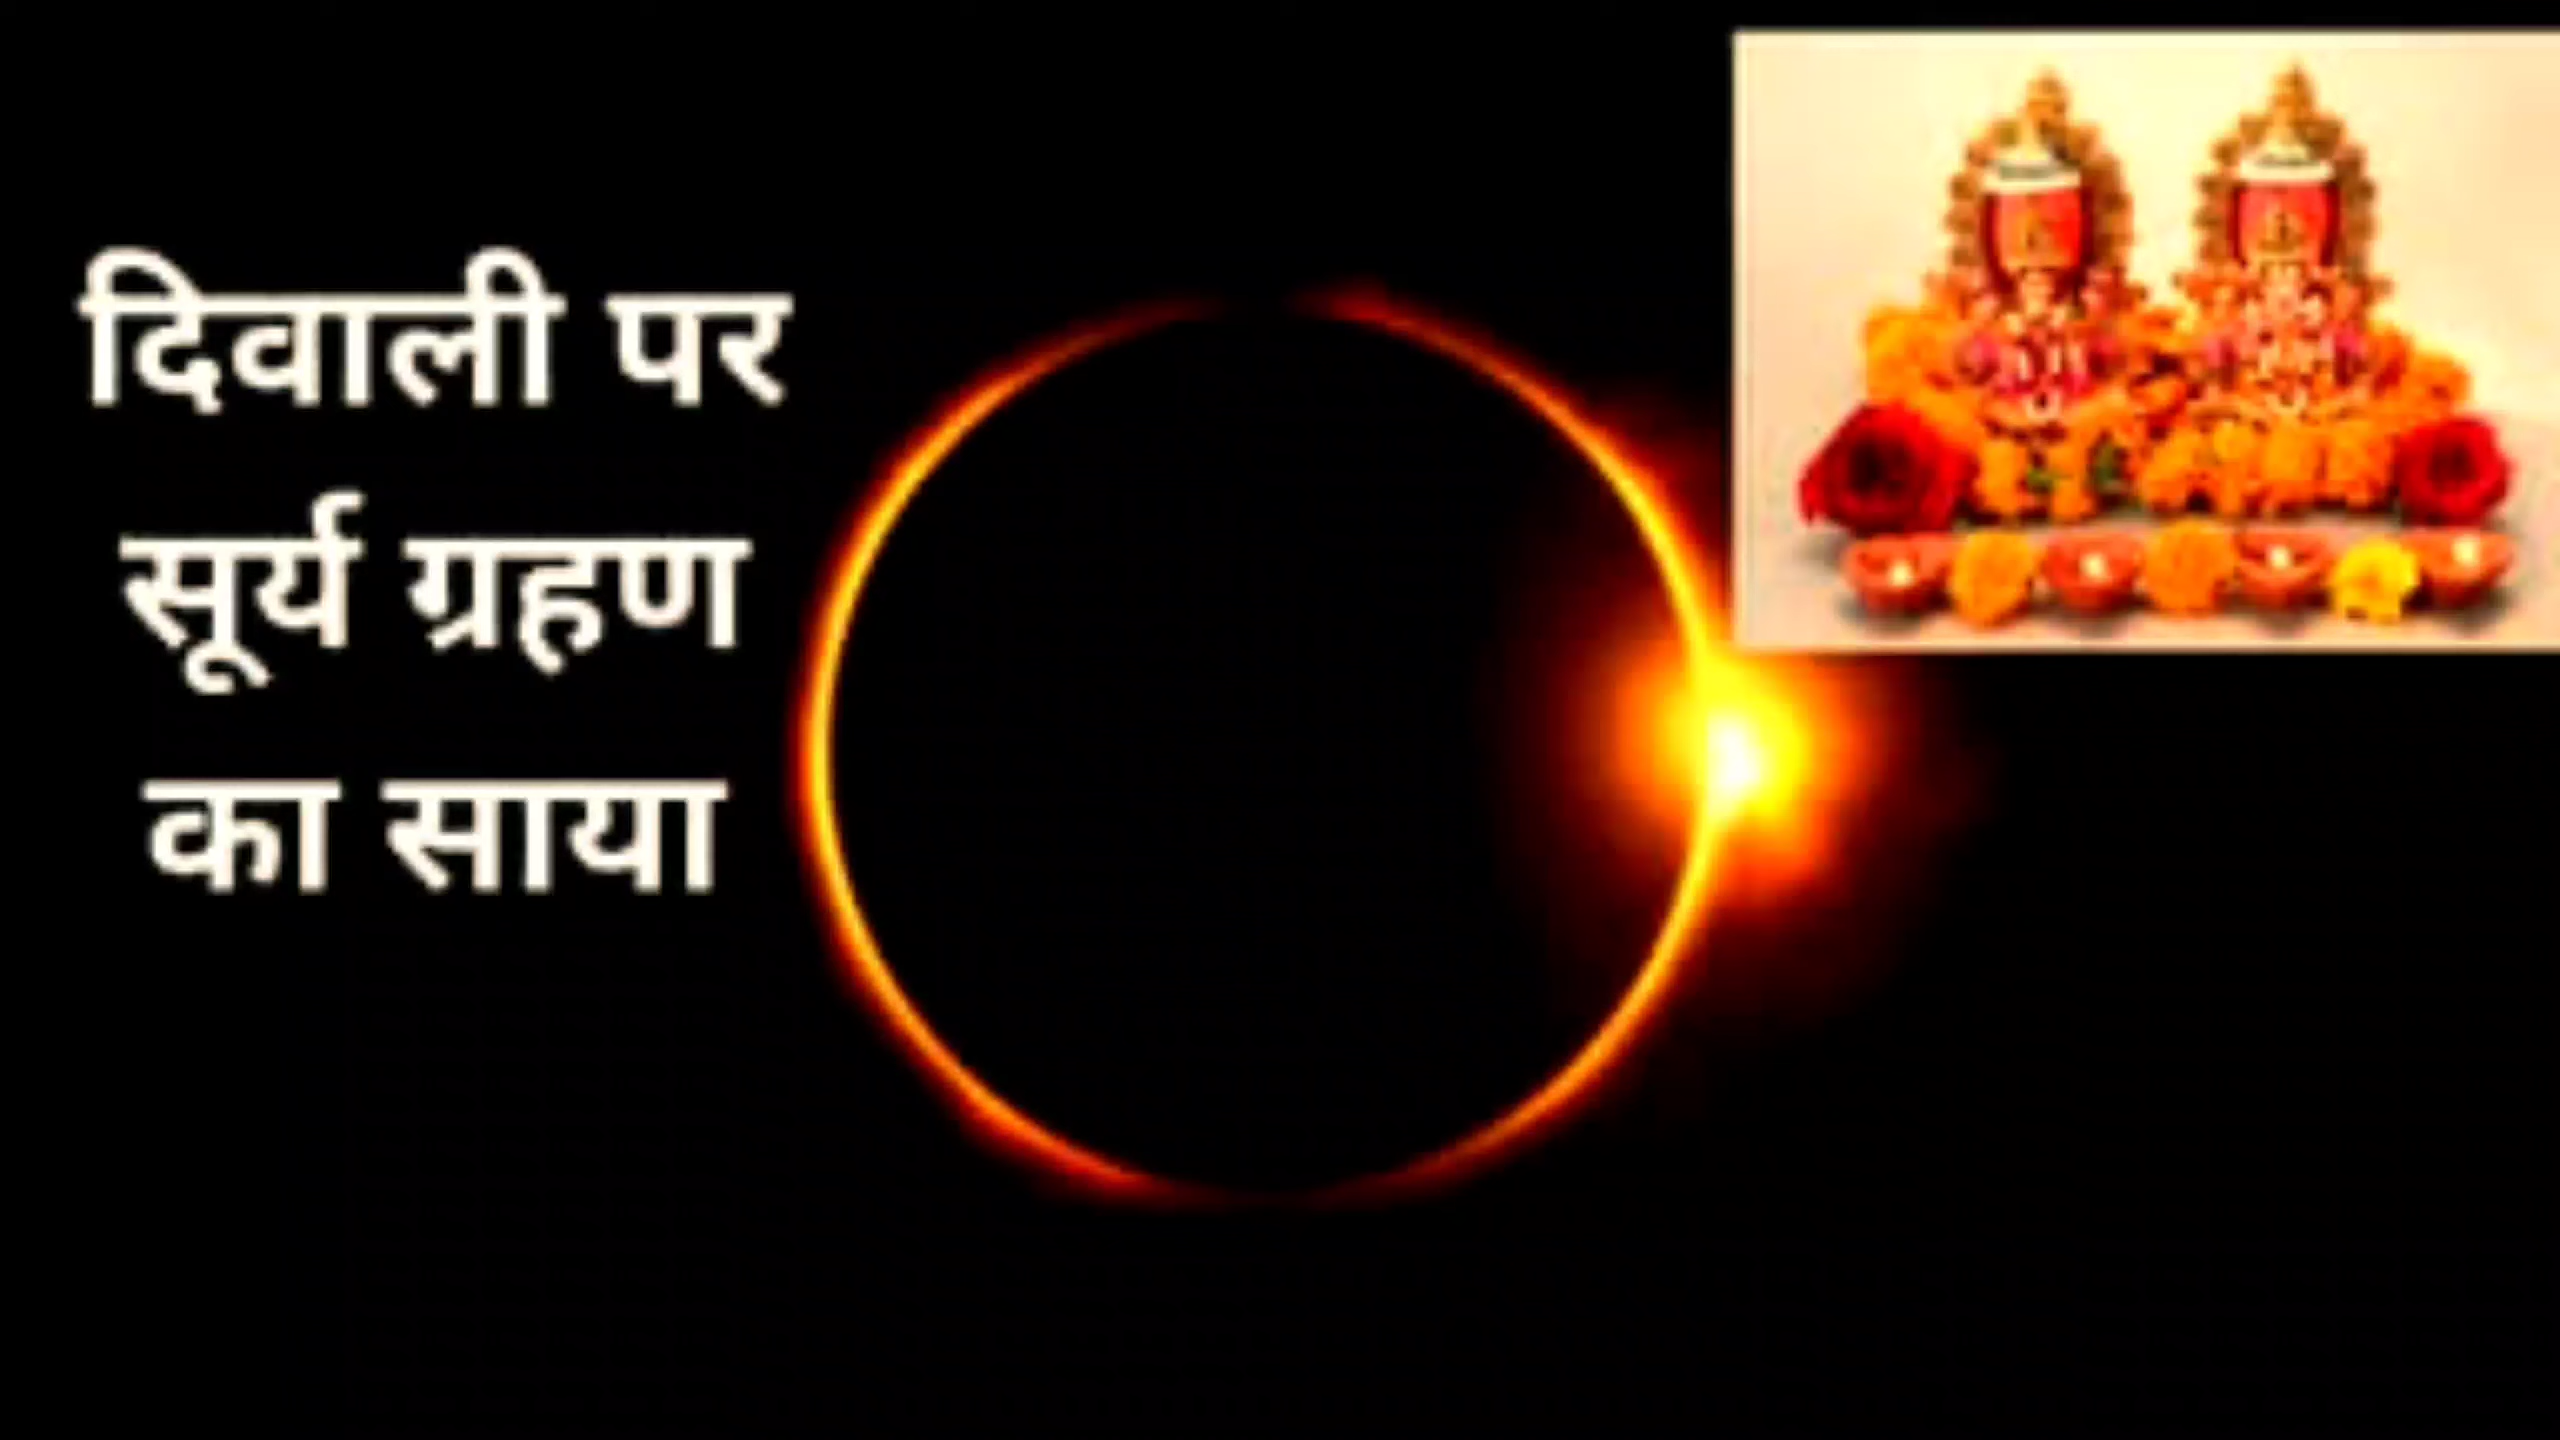 दिवाली पर
सूर्य ग्रहण
का साया